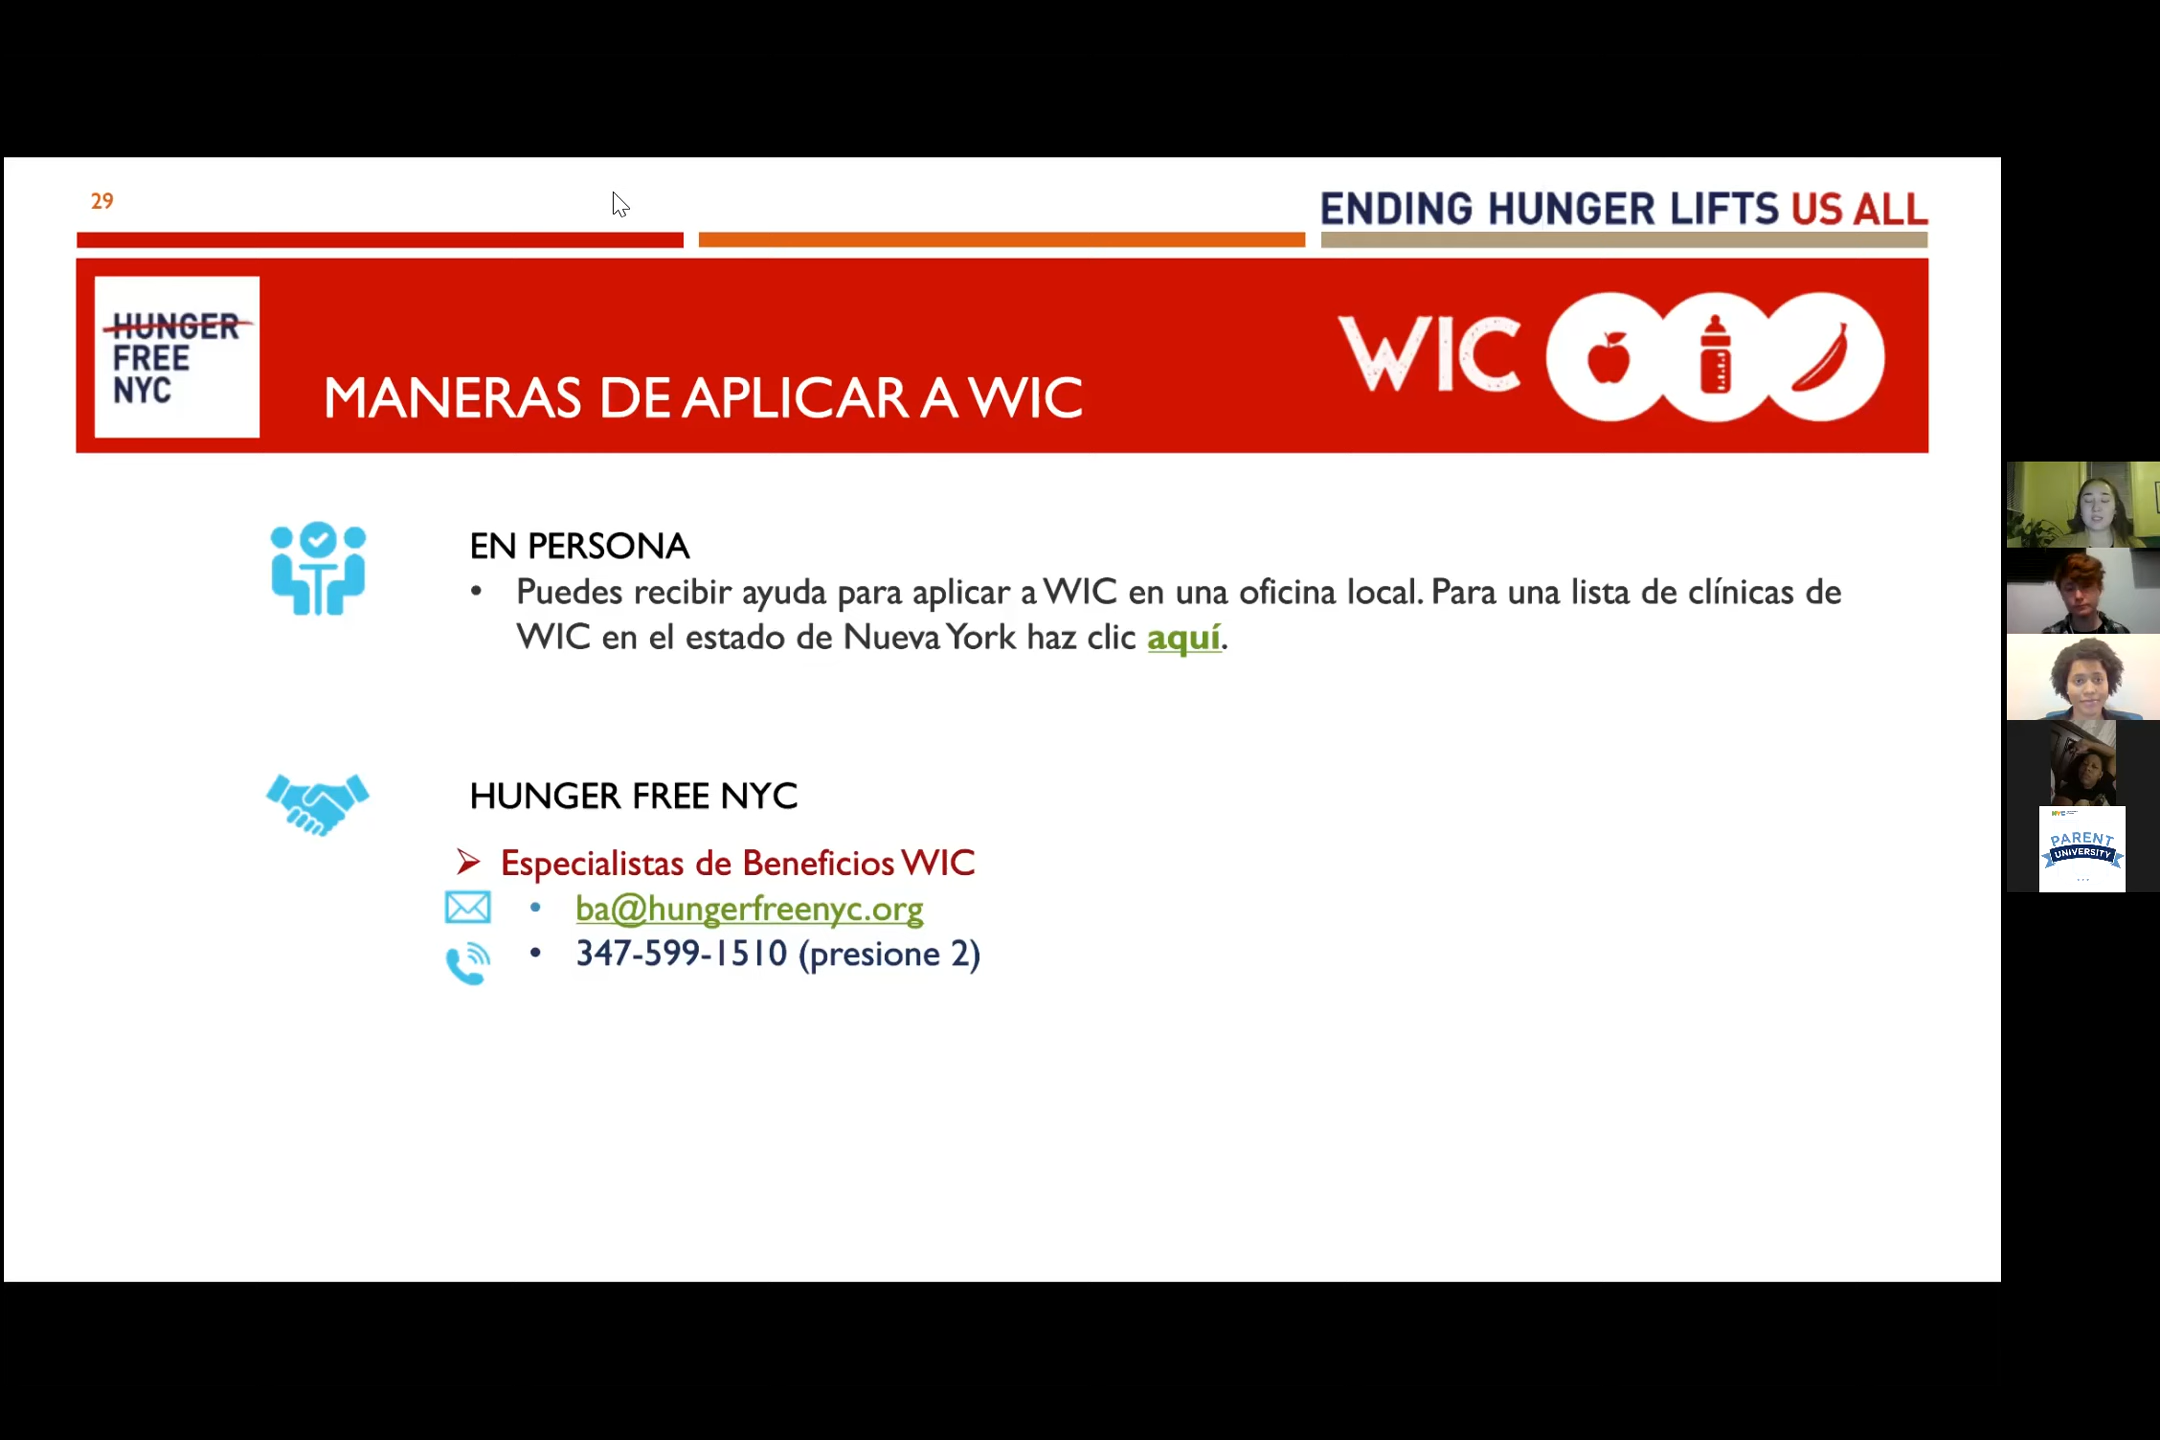 29
ENDING HUNGER LIFTS US ALL
HUNGER
FREE
NYC
MANERAS DE APLICAR A WIC
WIC
EN PERSONA
• Puedes recibir ayuda para aplicar a WIC en una oficina local. Para una lista de clínicas de
WIC en el estado de Nueva York haz clic aquí.
HUNGER FREE NYC
Especialistas de Beneficios WIC
• ba@hungerfreenyc.org
• 347-599-1510 (presione 2)
NYC
PARENT
UNIVERSITY